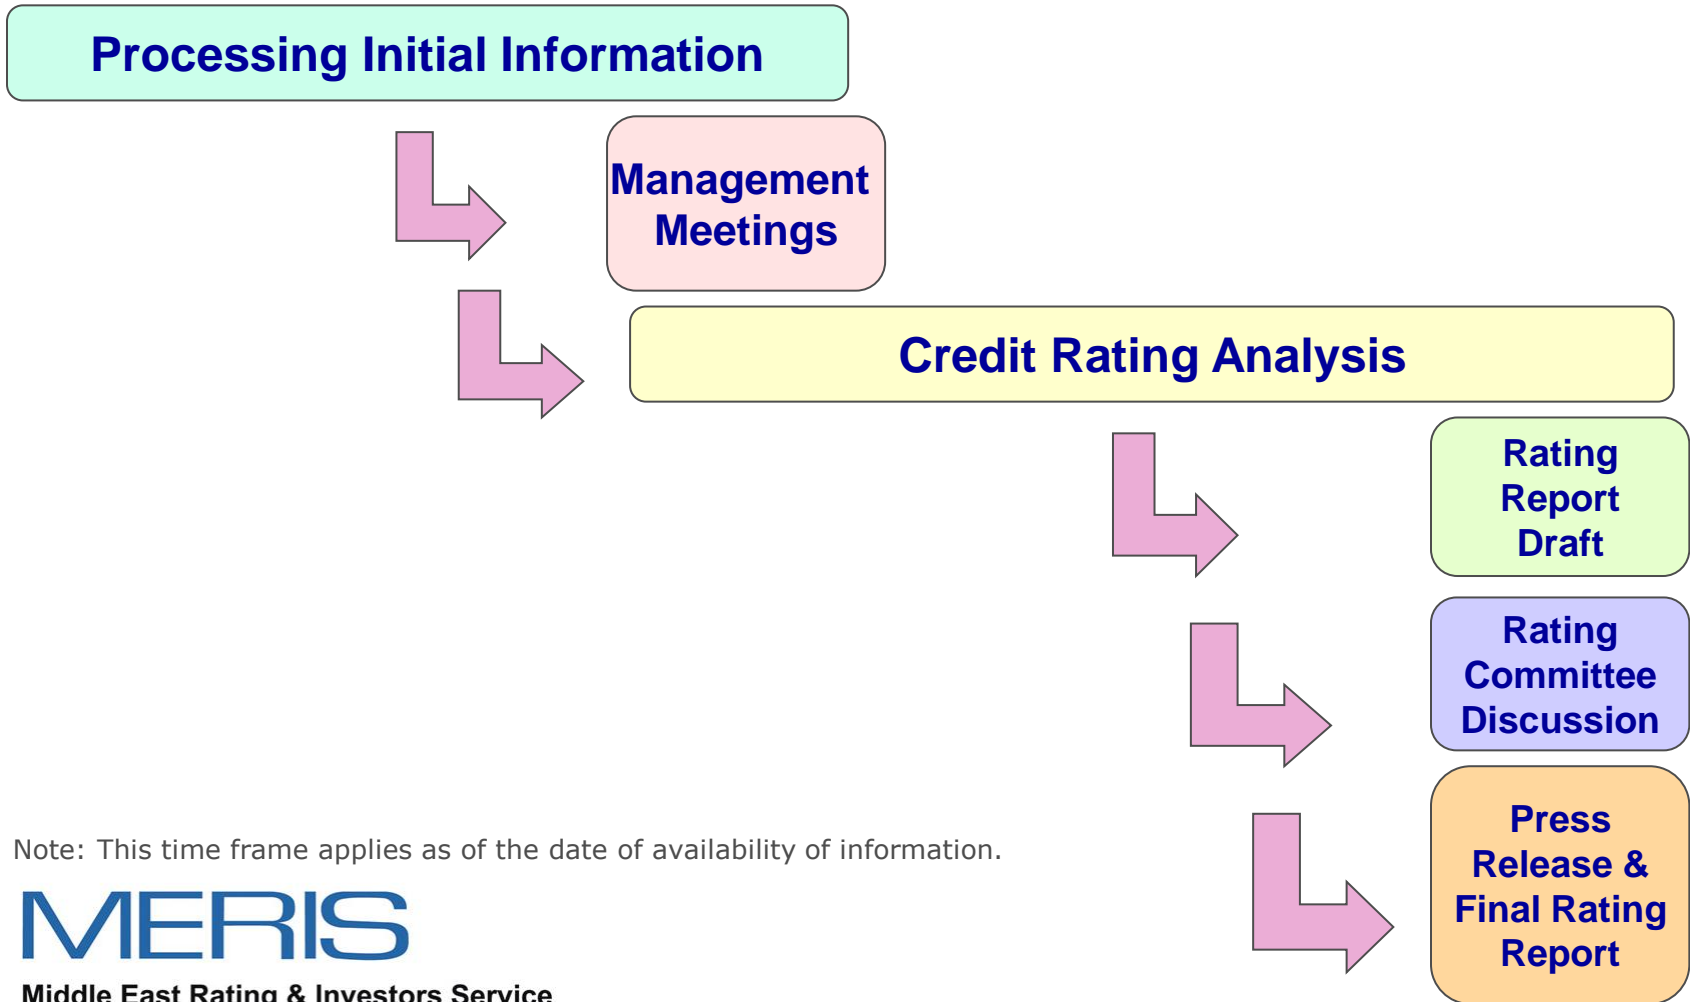 Processing Initial Information
Management
Meetings
Credit Rating Analysis
Rating
Report
Draft
Rating
Committee
Discussion
Press
Release &
Final Rating
Report
Note: This time frame applies as of the date of availability of information.
MERIS
Middle East Rating & Investors Service